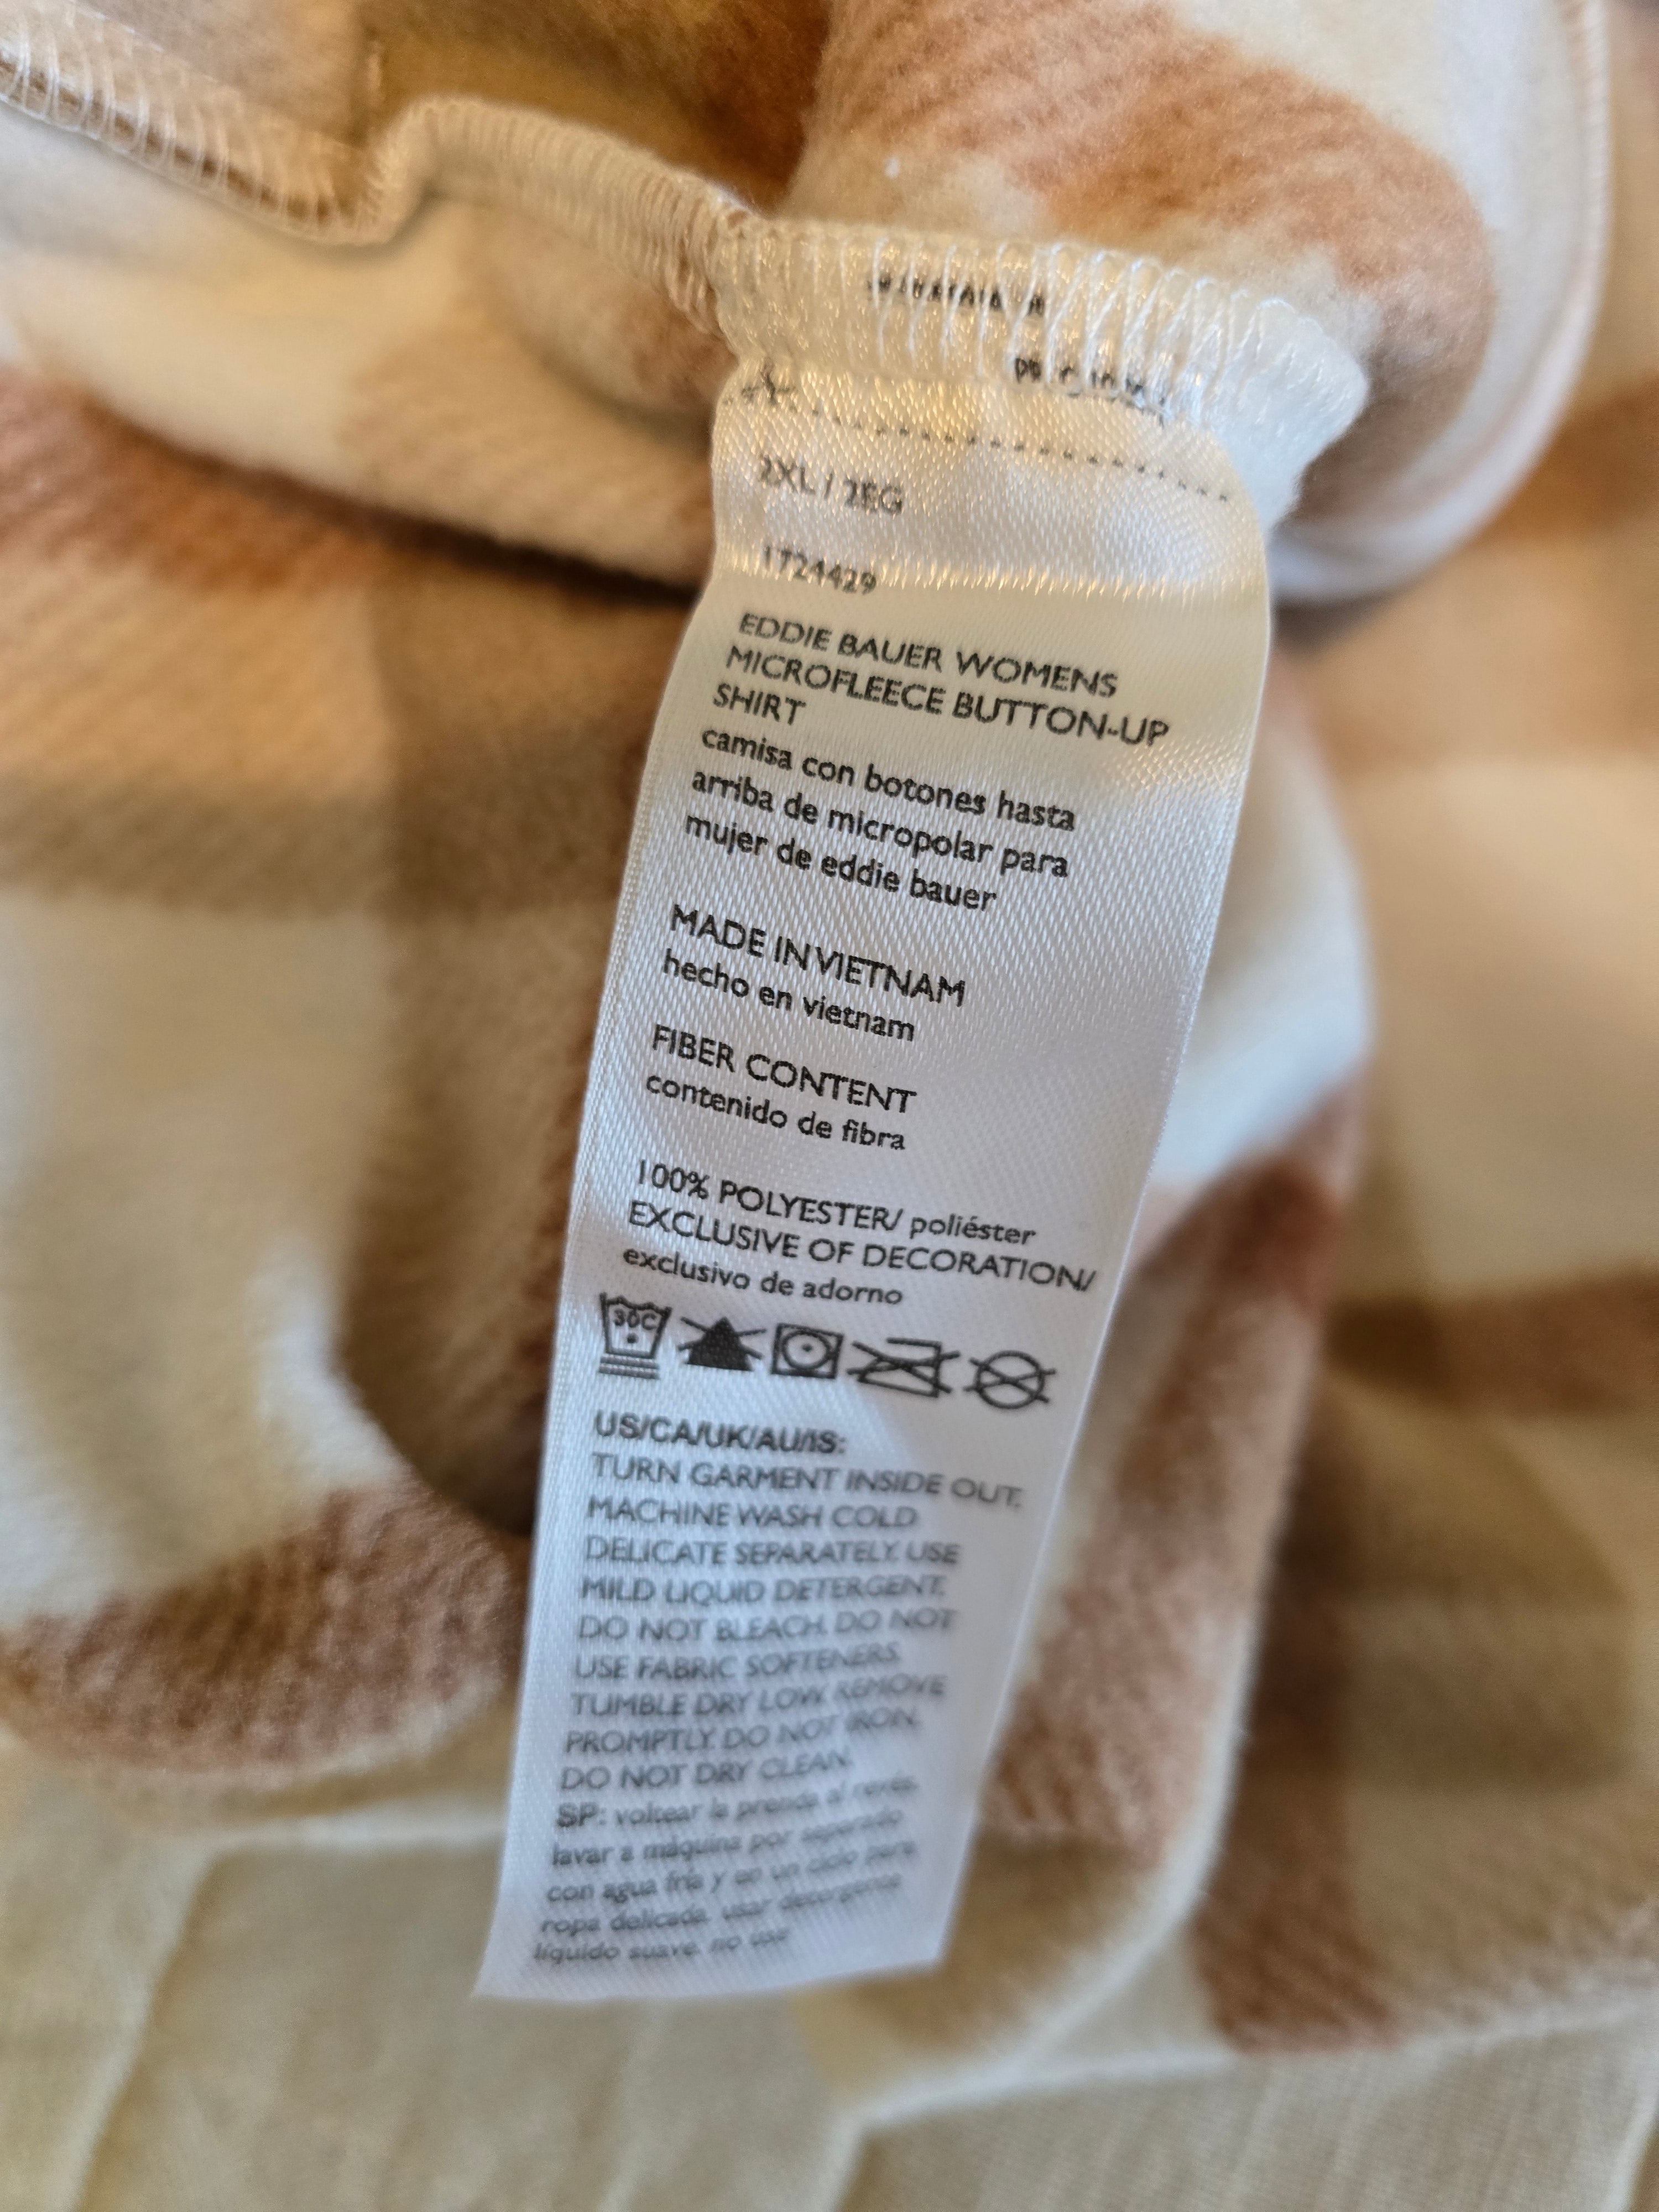 2XL / 2EG
1724429
EDDIE BAUER WOMENS
MICROFLEECE BUTTON-UP
SHIRT
camisa con botones hasta
arriba de micropolar para
mujer de eddie bauer
MADE IN VIETNAM
hecho en vietnam
FIBER CONTENT
contenido de fibra
100% POLYESTER/ poliéster
EXCLUSIVE OF DECORATION/
exclusivo de adorno
30C
US/CA/UK/AU/IS:
TURN GARMENT INSIDE OUT.
MACHINE WASH COLD
DELICATE SEPARATELY. USE
MILD LIQUID DETERGENT.
DO NOT BLEACH. DO NOT
USE FABRIC SOFTENERS.
TUMBLE DRY LOW. REMOVE
PROMPTLY. DO NOT IRON.
DO NOT DRY CLEAN.
SP: voltear la prenda al revés.
lavar a máquina por separado
con agua fría y en un ciclo para
ropa delicada. usar detergente
líquido suave. no use